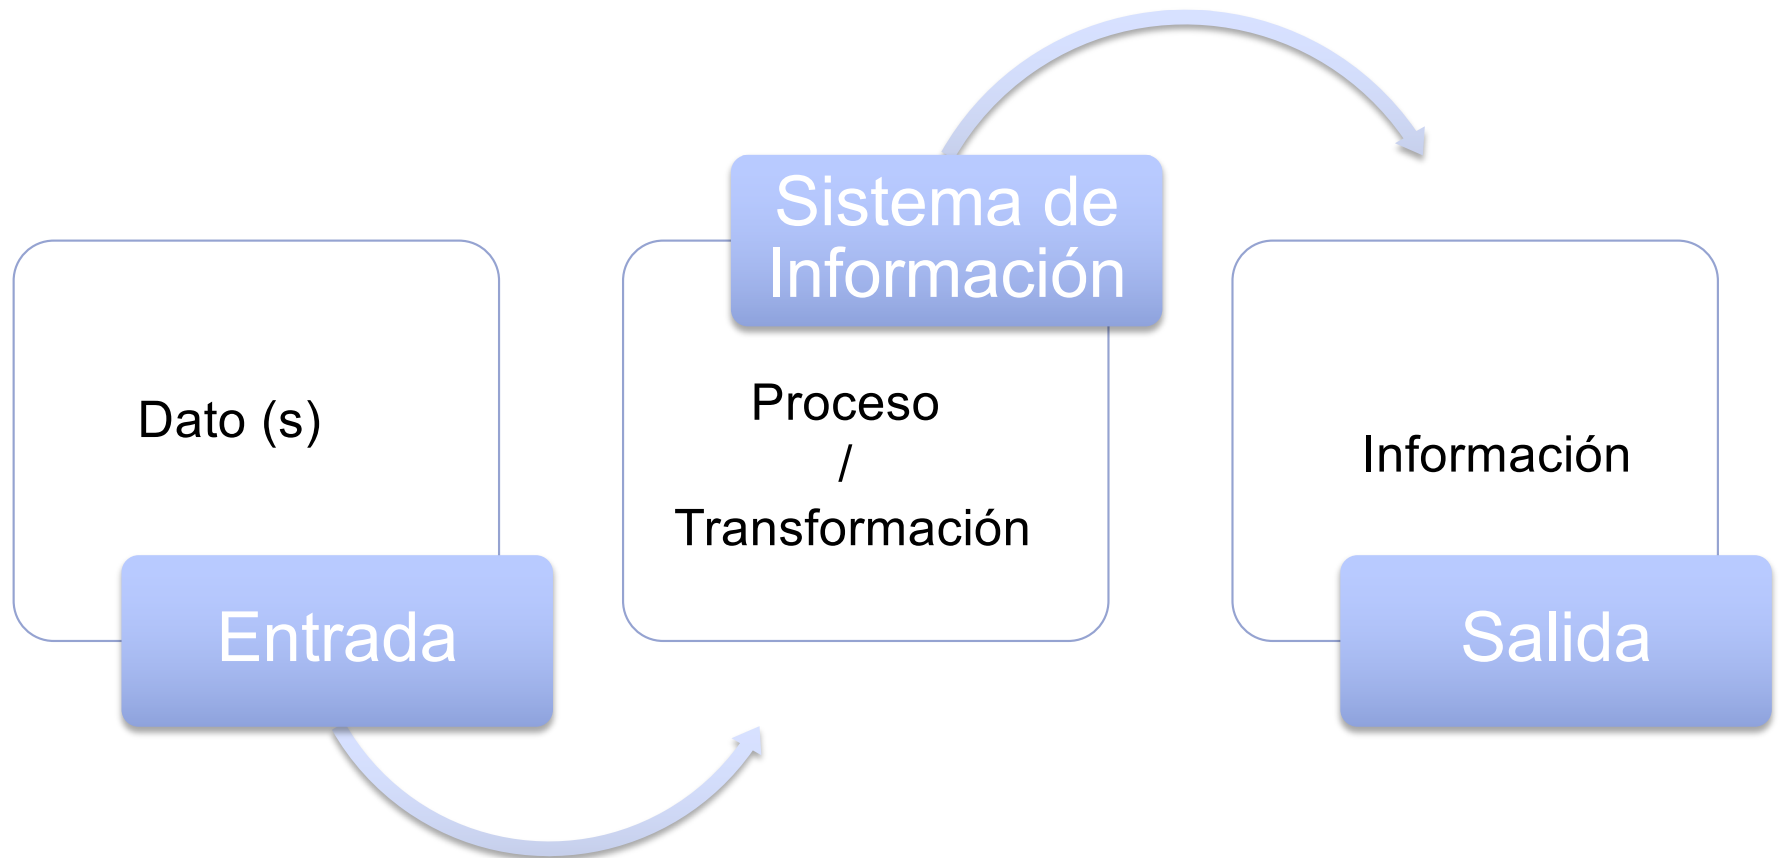 Dato (s)
Entrada
Sistema de
Información
Proceso
/
Transformación
Información
Salida